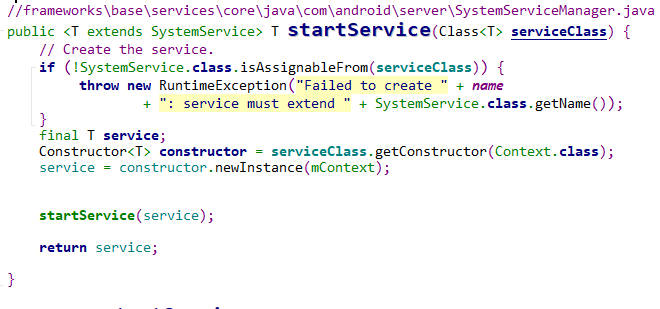 //frameworks\base\services\core\java\com\android\server\SystemServiceManager.java
public <T extends SystemService> T startService(Class<T> serviceClass) {
    // Create the service.
    if (!SystemService.class.isAssignableFrom(serviceClass)) {
        throw new RuntimeException("Failed to create " + name
                + ": service must extend " + SystemService.class.getName());
    }
    final T service;
    Constructor<T> constructor = serviceClass.getConstructor(Context.class);
    service = constructor.newInstance(mContext);
    startService(service);
    return service;
}